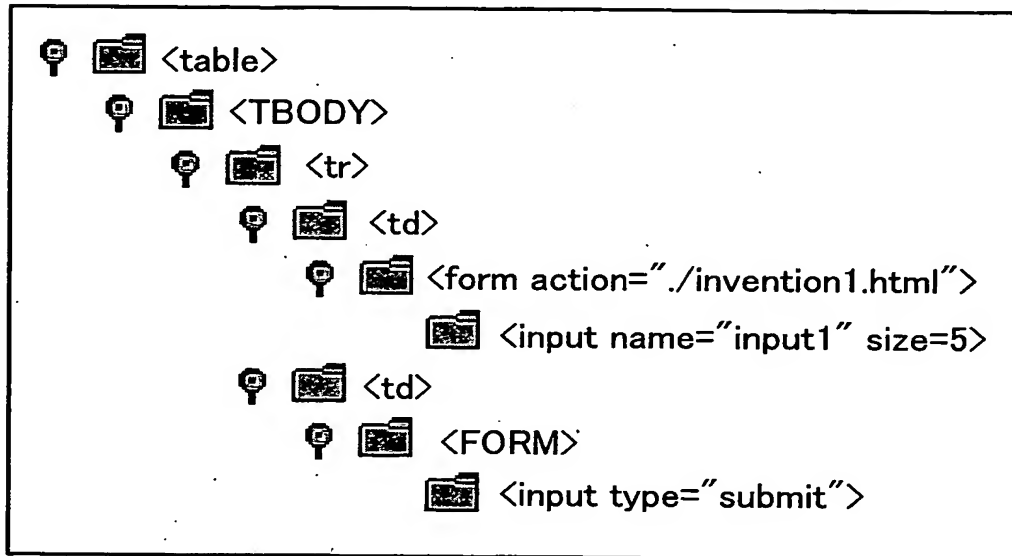 <table>
<TBODY>
<tr>
<td>
<form action="./invention1.html">
<input name="input1" size=5>
<td>
<FORM>
<input type="submit">